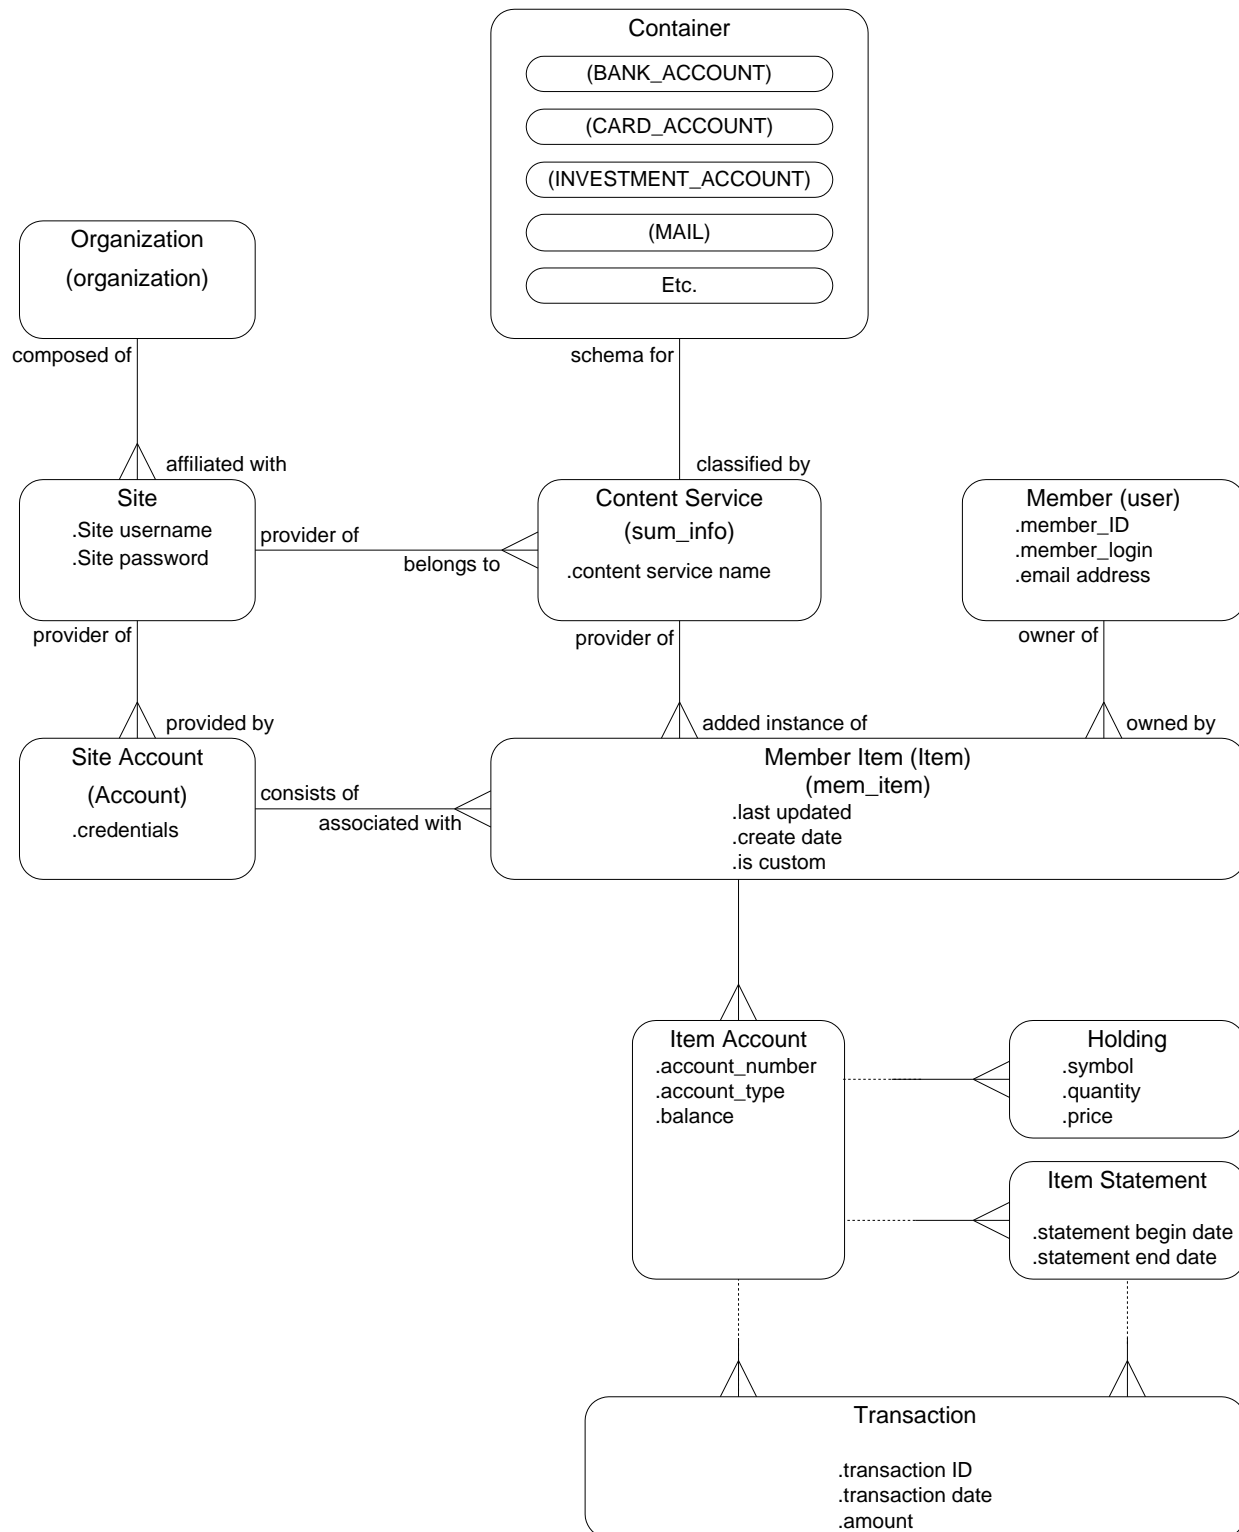 Container
(BANK_ACCOUNT)
(CARD_ACCOUNT)
(INVESTMENT_ACCOUNT)
(MAIL)
Etc.
Organization
(organization)
composed of
schema for
affiliated with
classified by
Site
.Site username
.Site password
provider of
belongs to
Content Service
(sum_info)
.content service name
Member (user)
.member_ID
.member_login
.email address
provider of
provider of
owner of
provided by
added instance of
owned by
Site Account
(Account)
.credentials
consists of
associated with
Member Item (Item)
(mem_item)
.last updated
.create date
.is custom
Item Account
.account_number
.account_type
.balance
Holding
.symbol
.quantity
.price
Item Statement
.statement begin date
.statement end date
Transaction
.transaction ID
.transaction date
.amount